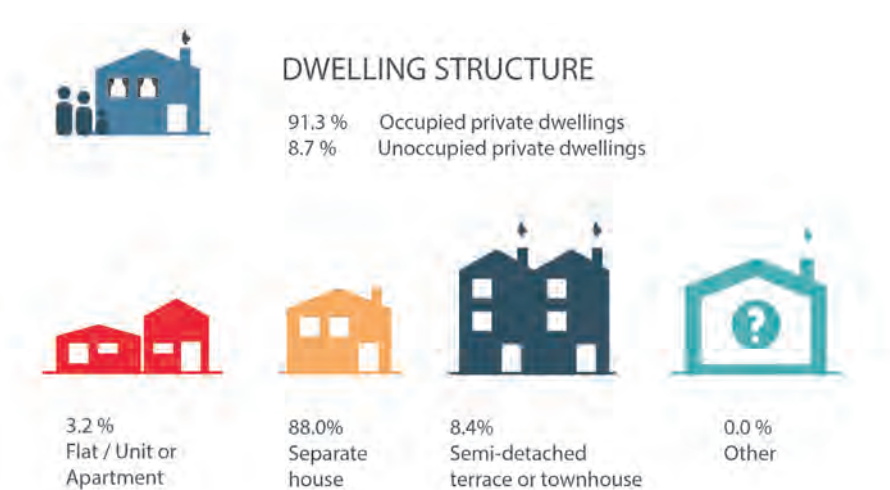 DWELLING STRUCTURE
91.3 % Occupied private dwellings
8.7 % Unoccupied private dwellings
?
3.2 %
Flat / Unit or
Apartment
88.0%
Separate
house
8.4%
Semi-detached
terrace or townhouse
0.0 %
Other